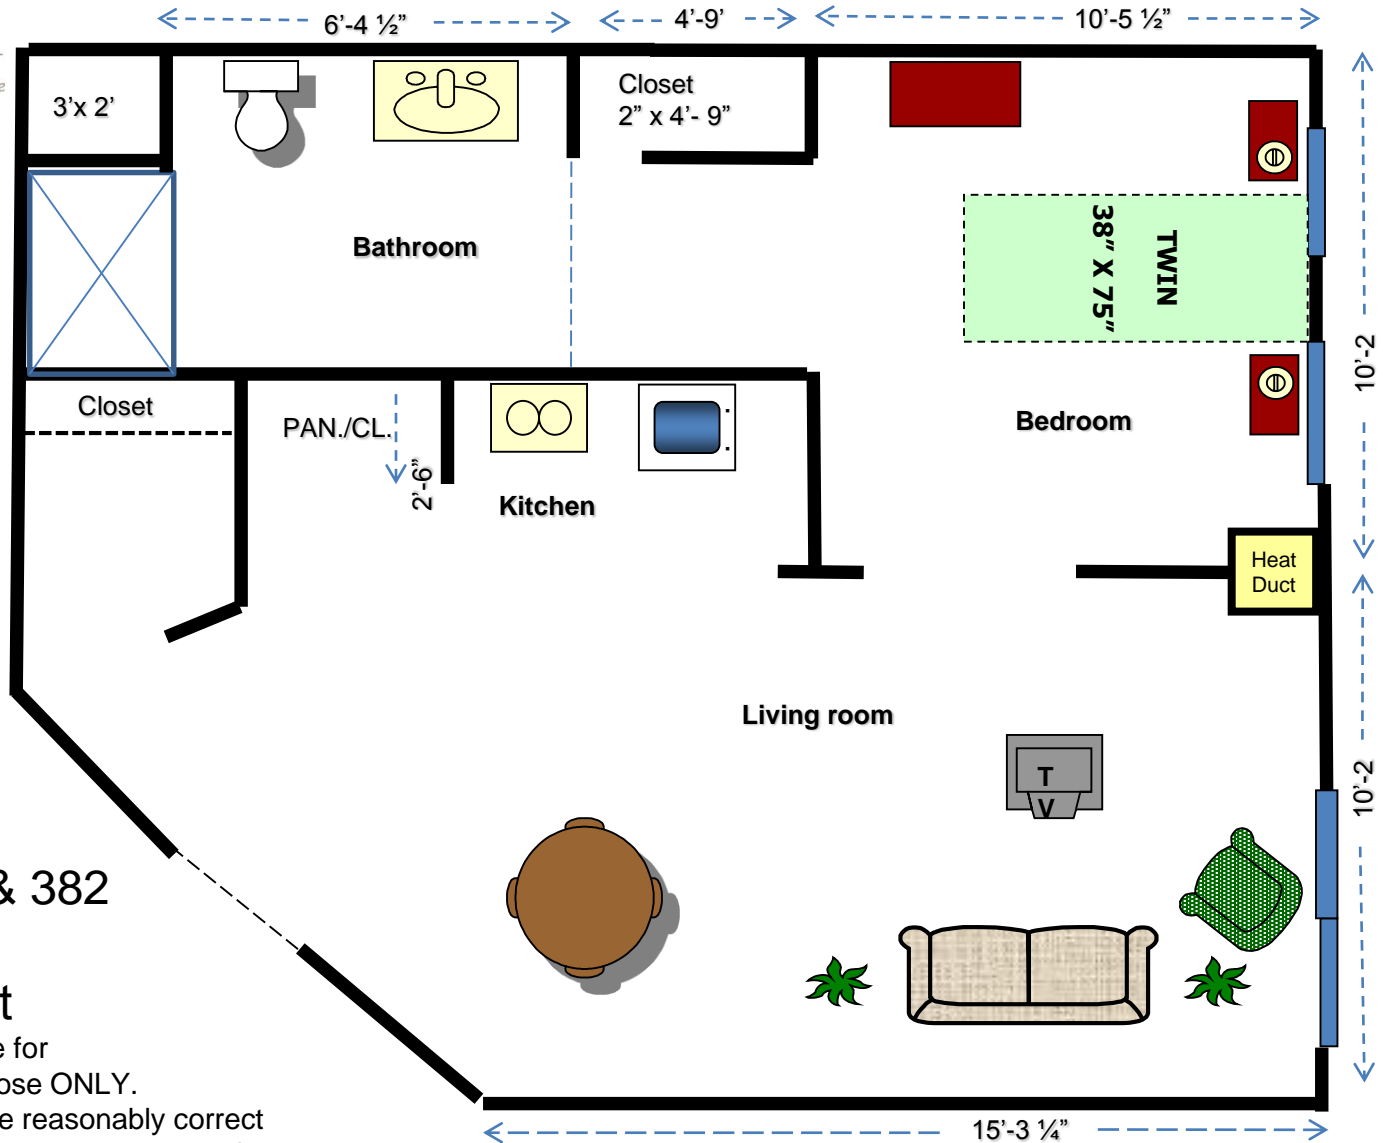 6’-4 ½”
4’-9’
10’-5 ½”
3’x 2’
Closet
2” x 4’- 9”
Bathroom
TWIN
38” X 75”
10’-2
Closet
PAN./CL.
2’-6”
Kitchen
Bedroom
Heat
Duct
Living room
T
V
10’-2
& 382
t
e for
ose ONLY.
e reasonably correct
15’-3 ¼”